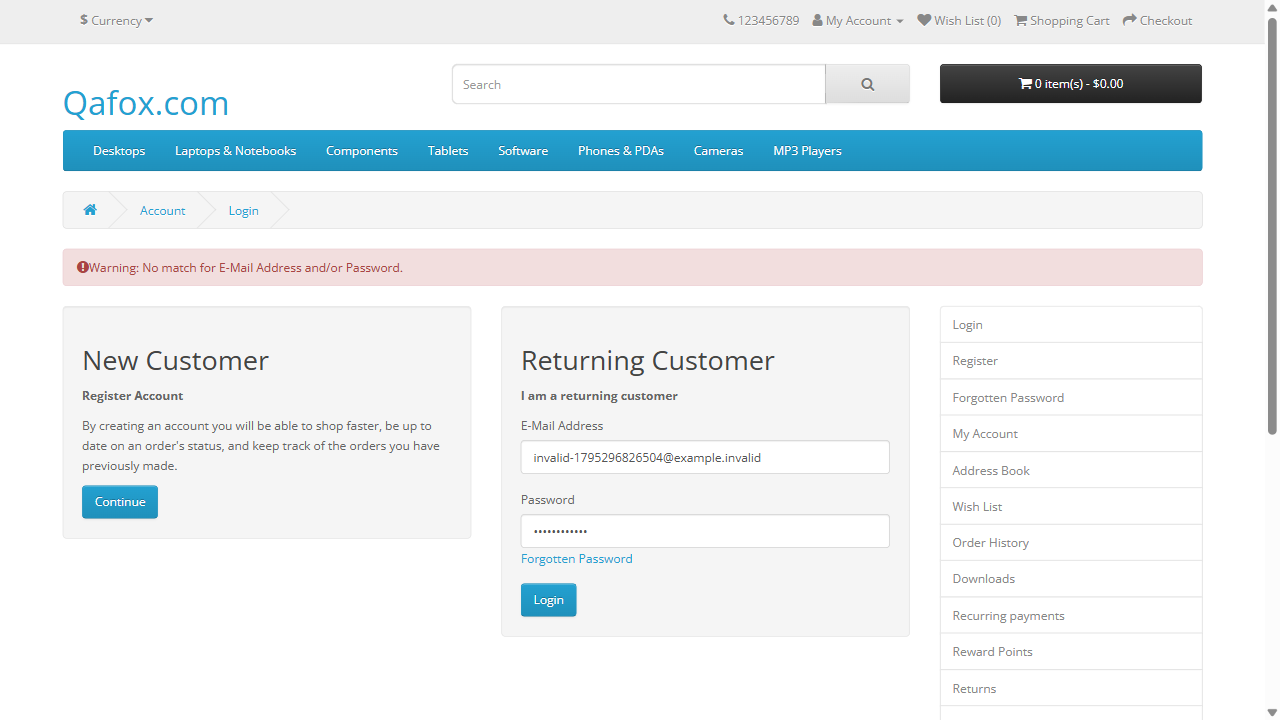 $ Currency
123456789 My Account Wish List (0) Shopping Cart Checkout
Qafox.com
Search
0 item(s) - $0.00
Desktops Laptops & Notebooks Components Tablets Software Phones & PDAs Cameras MP3 Players
Account Login
Warning: No match for E-Mail Address and/or Password.
New Customer
Register Account
By creating an account you will be able to shop faster, be up to
date on an order's status, and keep track of the orders you have
previously made.
Continue
Returning Customer
I am a returning customer
E-Mail Address
invalid-1795296826504@example.invalid
Password
••••••••••••
Forgotten Password
Login
Login
Register
Forgotten Password
My Account
Address Book
Wish List
Order History
Downloads
Recurring payments
Reward Points
Returns